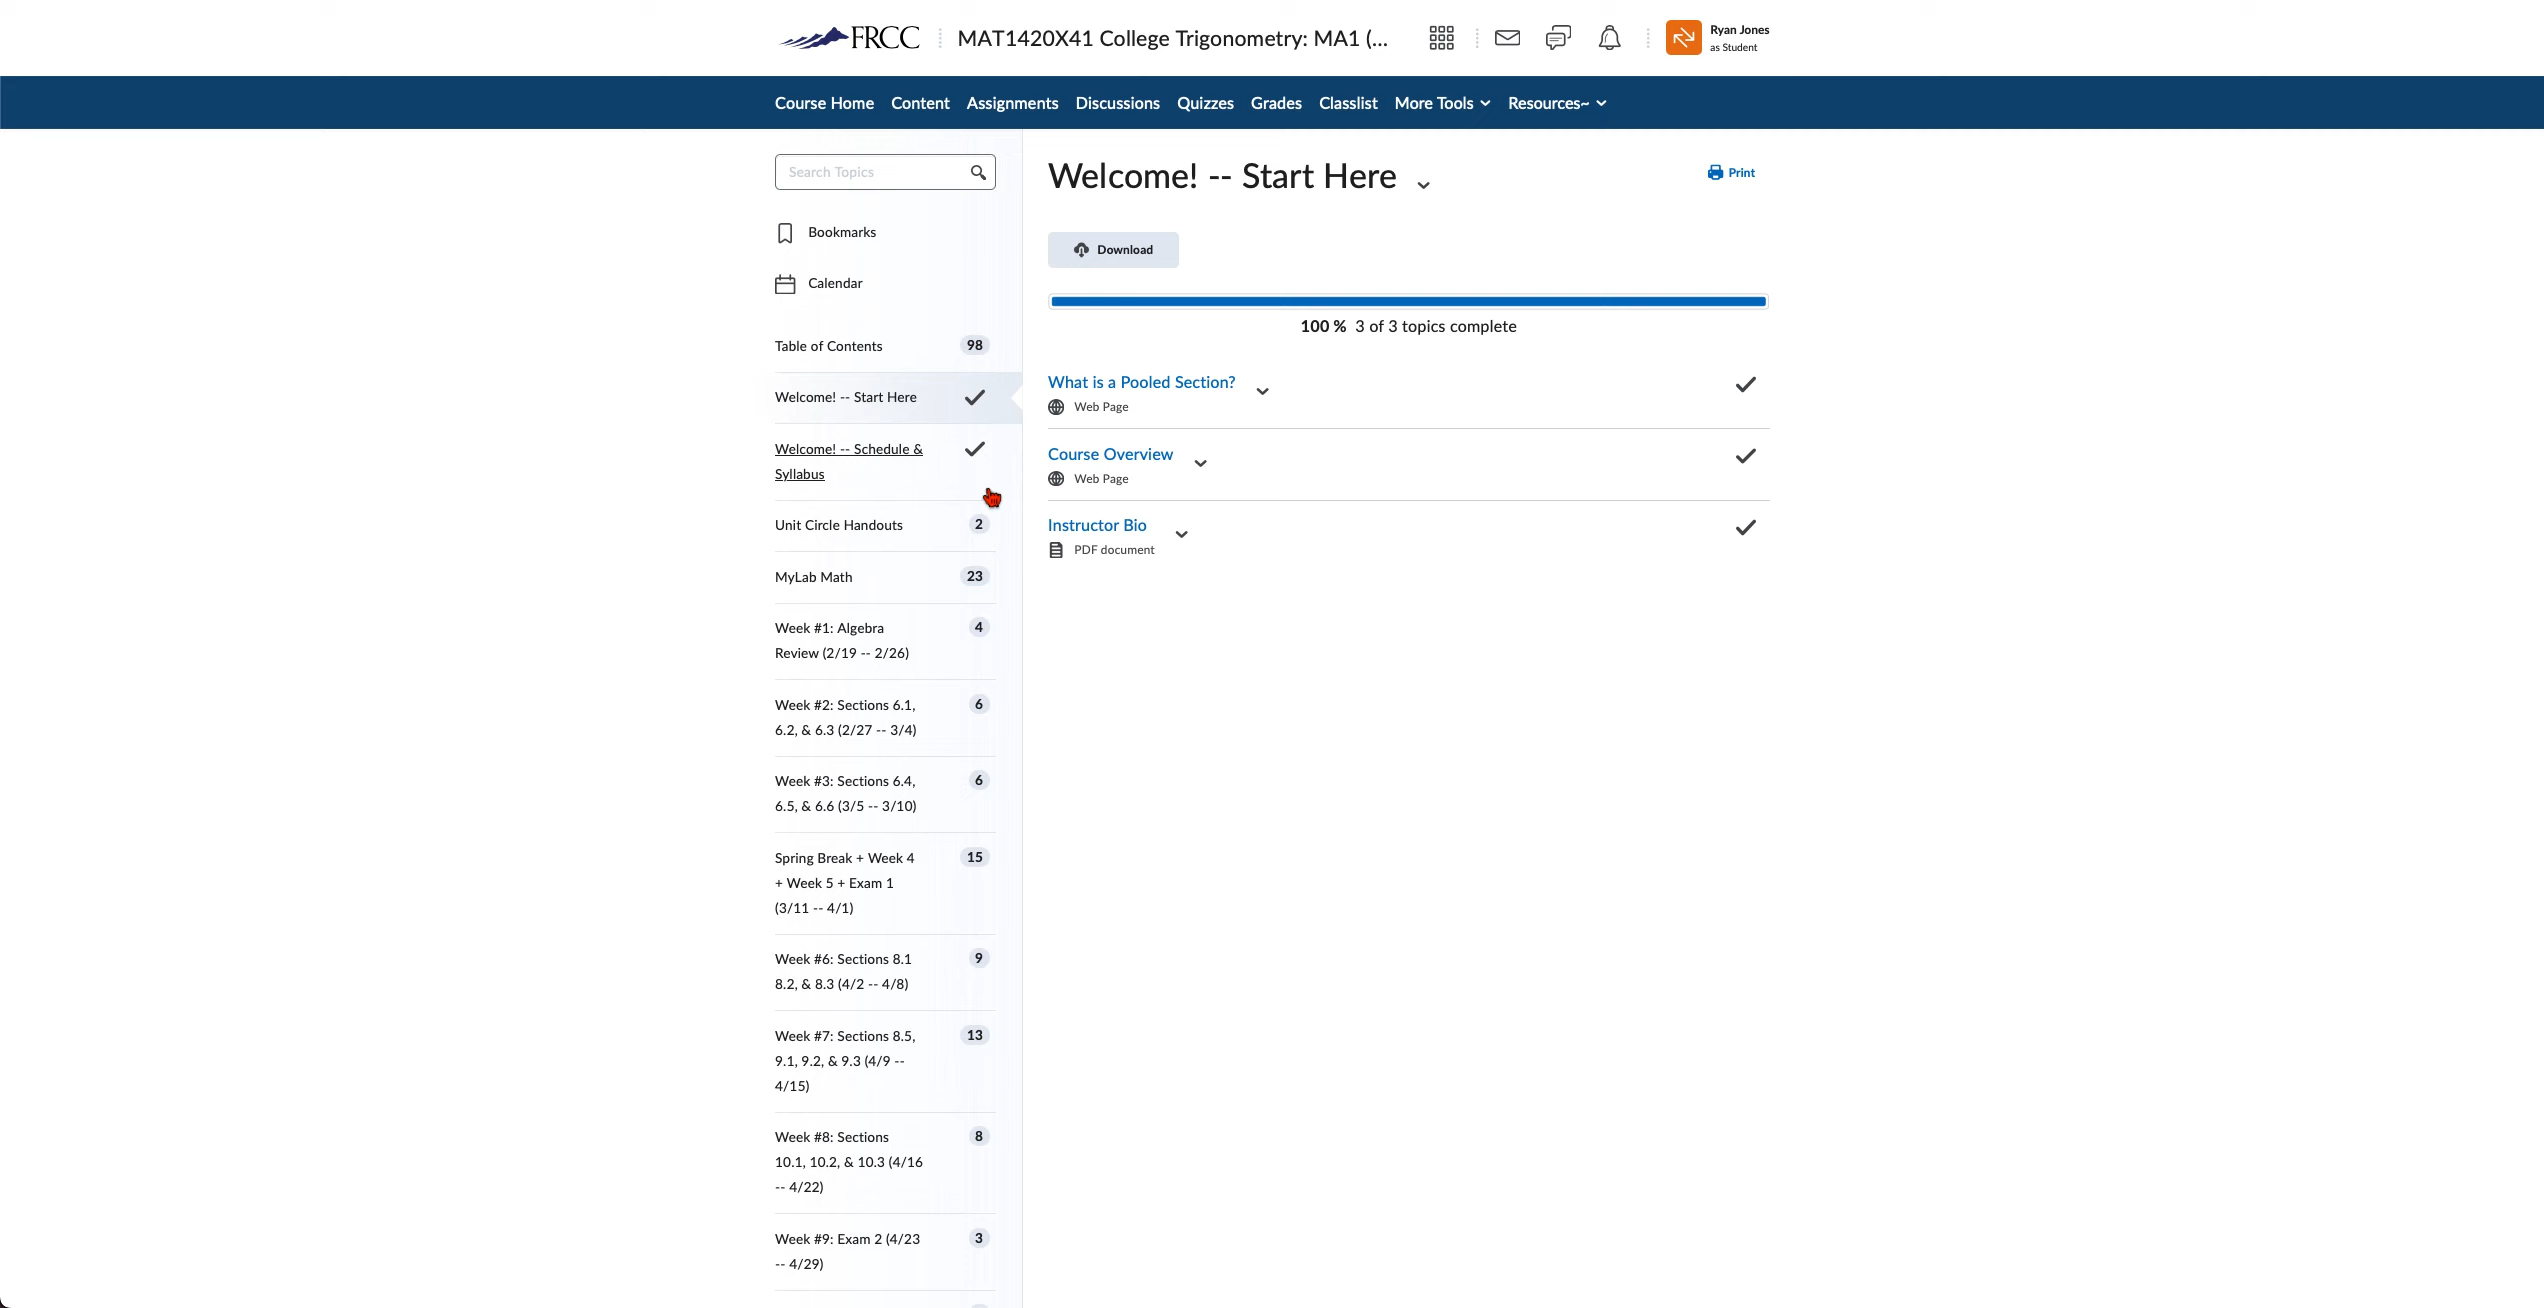 FRCC
MAT1420X41 College Trigonometry: MA1 (...
Ryan Jones
as Student
Course Home Content Assignments Discussions Quizzes Grades Classlist More Tools Resources~
Search Topics
Bookmarks
Calendar
Table of Contents 98
Welcome! -- Start Here
Welcome! -- Schedule &
Syllabus
Unit Circle Handouts 2
MyLab Math 23
Week #1: Algebra 4
Review (2/19 -- 2/26)
Week #2: Sections 6.1, 6
6.2, & 6.3 (2/27 -- 3/4)
Week #3: Sections 6.4, 6
6.5, & 6.6 (3/5 -- 3/10)
Spring Break + Week 4 15
+ Week 5 + Exam 1
(3/11 -- 4/1)
Week #6: Sections 8.1 9
8.2, & 8.3 (4/2 -- 4/8)
Week #7: Sections 8.5, 13
9.1, 9.2, & 9.3 (4/9 --
4/15)
Week #8: Sections 8
10.1, 10.2, & 10.3 (4/16
-- 4/22)
Week #9: Exam 2 (4/23 3
-- 4/29)
Welcome! -- Start Here
Print
Download
100 % 3 of 3 topics complete
What is a Pooled Section?
Web Page
Course Overview
Web Page
Instructor Bio
PDF document